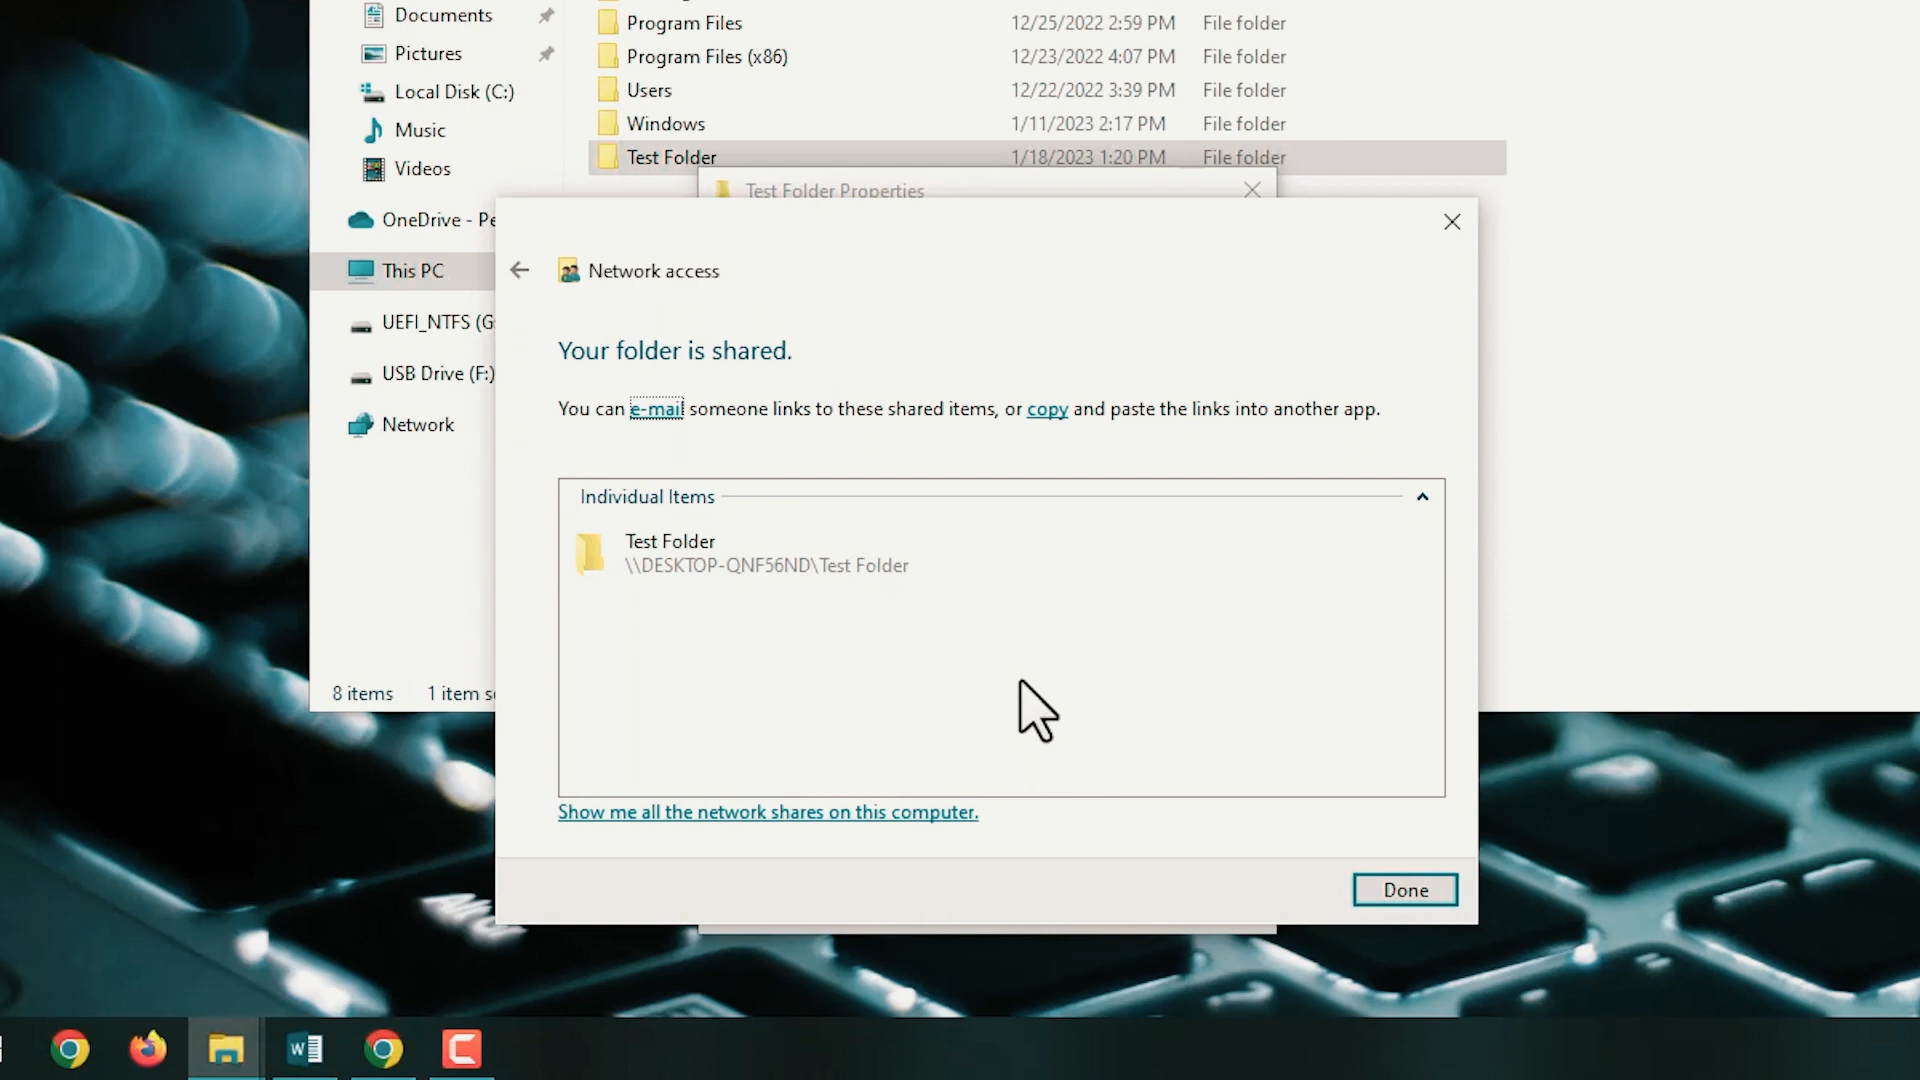 Documents
Pictures
Local Disk (C:)
Music
Videos
OneDrive - Pe
This PC
UEFI_NTFS (G:
USB Drive (F:)
Network
8 items 1 item s
Program Files 12/25/2022 2:59 PM File folder
Program Files (x86) 12/23/2022 4:07 PM File folder
Users 12/22/2022 3:39 PM File folder
Windows 1/11/2023 2:17 PM File folder
Test Folder 1/18/2023 1:20 PM File folder
Test Folder Properties
Network access
Your folder is shared.
You can e-mail someone links to these shared items, or copy and paste the links into another app.
Individual Items
Test Folder
\\DESKTOP-QNF56ND\Test Folder
Show me all the network shares on this computer.
Done